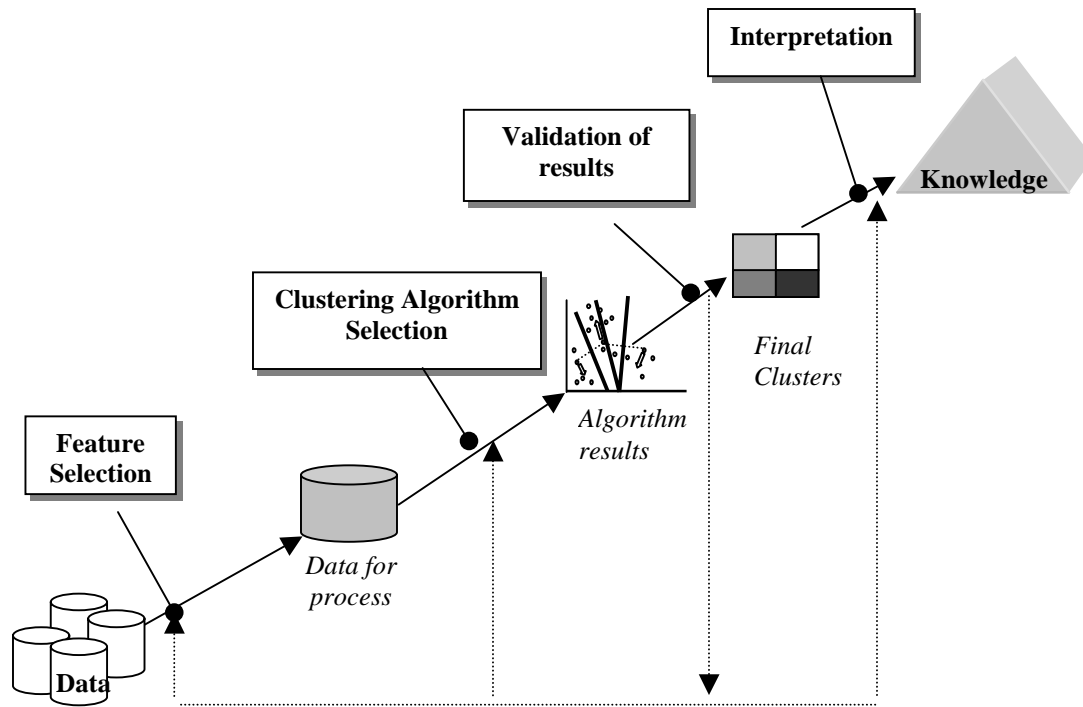 Interpretation
Knowledge
Validation of
results
Final
Clusters
Clustering Algorithm
Selection
Algorithm
results
Feature
Selection
Data for
process
Data